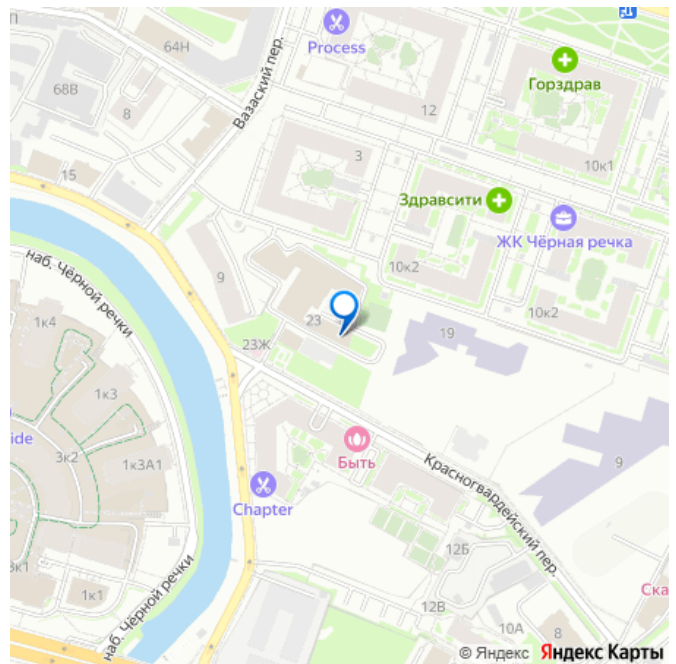 П
64Н
Process
Горздрав
68В
8
Вазаский пер.
12
10к1
15
3
Здравсити
ЖК Чёрная речка
наб. Чёрной речки
9
10к2
10к2
1к4
23
19
23Ж
1к3
ide
3к2
1к3А1
Быть
Красногвардейский пер.
9
Chapter
3к1
12Б
1к1
наб. Чёрной речки
Ска
12В
10А
8
© Яндекс Яндекс Карты